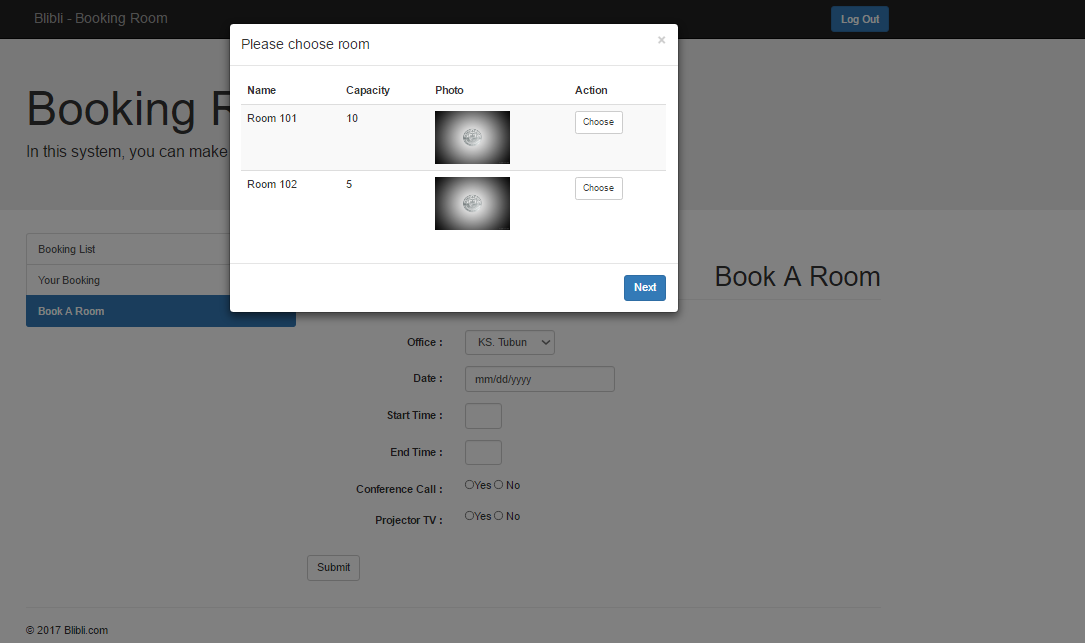 Blibli - Booking Room
Log Out
Please choose room
×
Name Capacity Photo Action
Room 101 10 Choose
Room 102 5 Choose
Next
Booking
In this system, you can make
Booking List
Your Booking
Book A Room
Book A Room
Office : KS. Tubun
Date : mm/dd/yyyy
Start Time :
End Time :
Conference Call : Yes No
Projector TV : Yes No
Submit
© 2017 Blibli.com